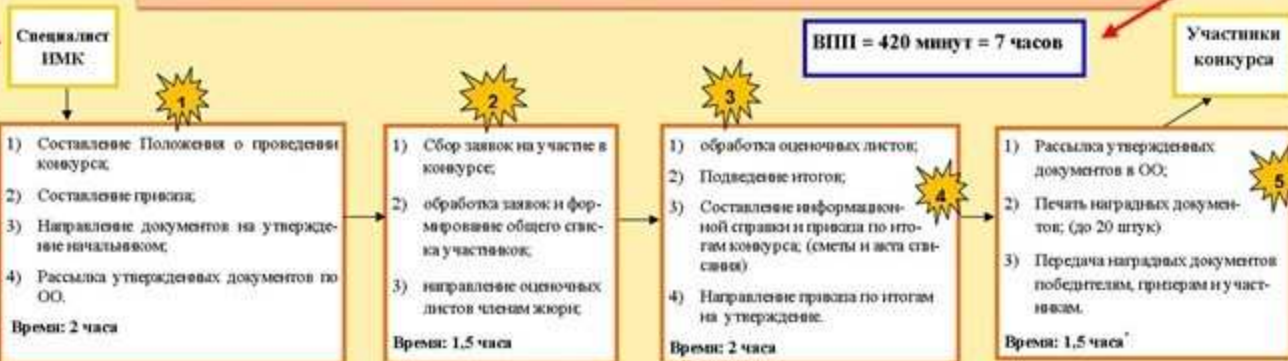 Специалист
ИМК
ВПП = 420 минут = 7 часов
Участники
конкурса
1
2
3
4
5
1) Составление Положения о проведении
конкурса;
2) Составление приказа;
3) Направление документов на утвержде-
ние начальником;
4) Рассылка утвержденных документов по
ОО.
Время: 2 часа
1) Сбор заявок на участие в
конкурсе;
2) обработка заявок и фор-
мирование общего спис-
ка участников;
3) направление оценочных
листов членам жюри;
Время: 1,5 часа
1) обработка оценочных листов;
2) Подведение итогов;
3) Составление информацион-
ной справки и приказа по ито-
гам конкурса; (сметы и акта спи-
сания)
4) Направление приказа по итогам
на утверждение.
Время: 2 часа
1) Рассылка утвержденных
документов в ОО;
2) Печать наградных докумен-
тов; (до 20 штук)
3) Передача наградных документов
победителям, призерам и участ-
никам.
Время: 1,5 часа*